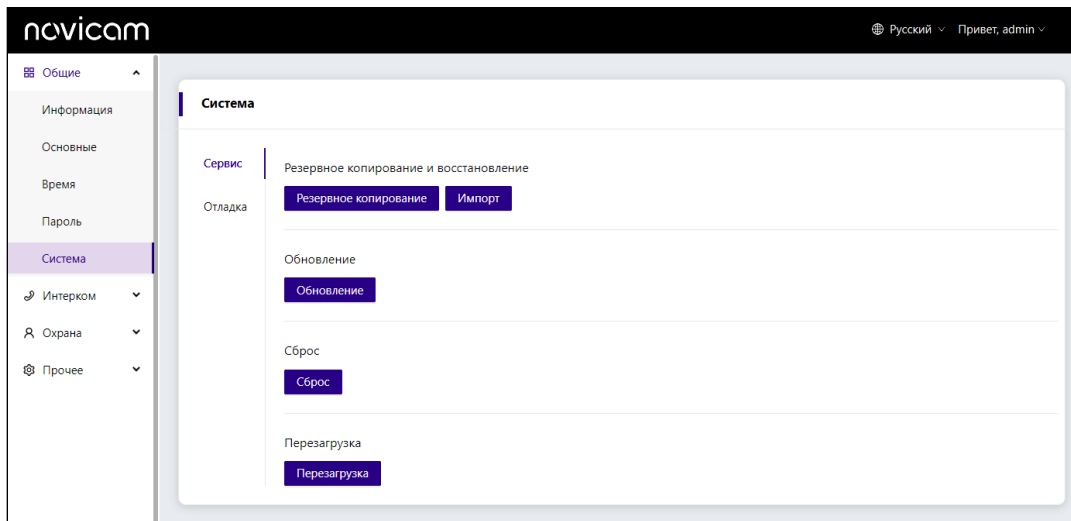 novicam
Русский
Привет, admin
Общие
Информация
Основные
Время
Пароль
Система
Интерком
Охрана
Прочее
Система
Сервис
Отладка
Резервное копирование и восстановление
Резервное копирование
Импорт
Обновление
Обновление
Сброс
Сброс
Перезагрузка
Перезагрузка